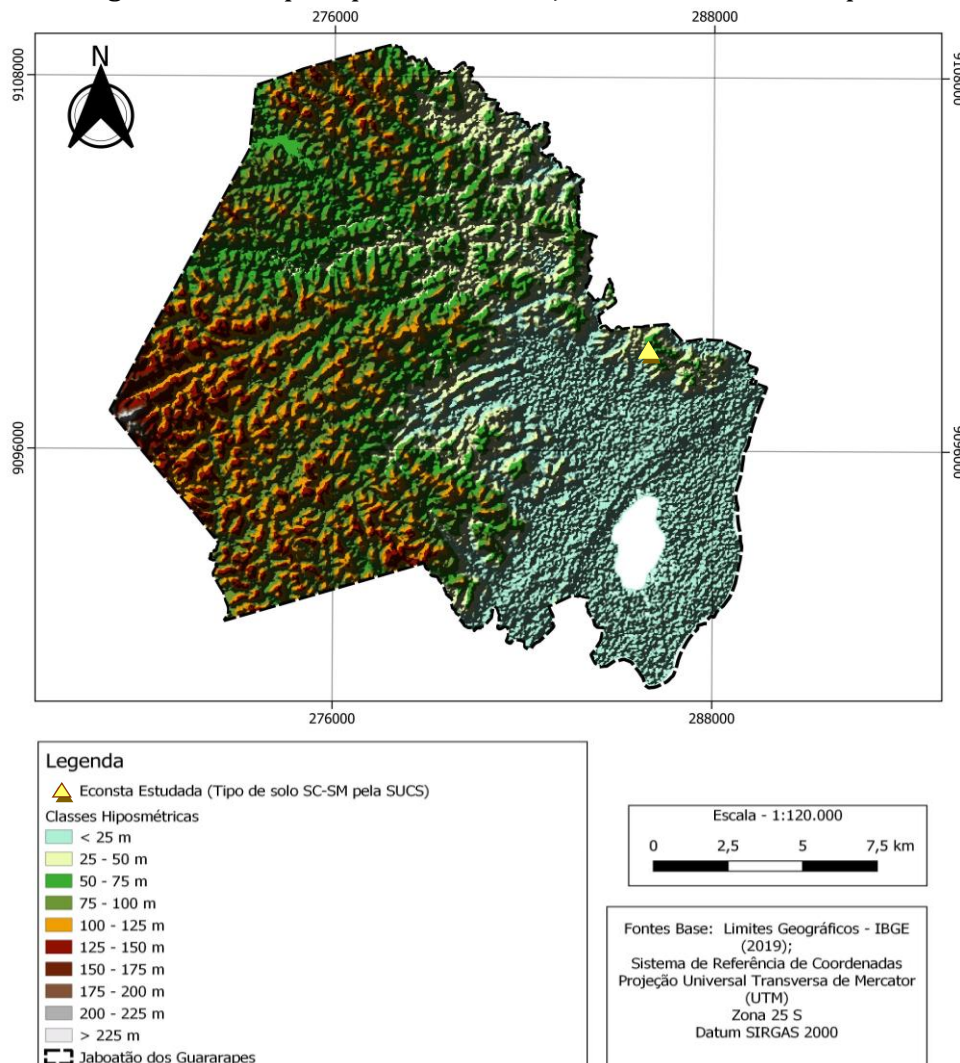 276000
288000
N
9108000
9108000
9096000
9096000
276000
288000
Legenda
Econsta Estudada (Tipo de solo SC-SM pela SUCS)
Classes Hiposmétricas
< 25 m
25 - 50 m
50 - 75 m
75 - 100 m
100 - 125 m
125 - 150 m
150 - 175 m
175 - 200 m
200 - 225 m
> 225 m
Jaboatão dos Guararapes
Escala - 1:120.000
0 2,5 5 7,5 km
Fontes Base: Limites Geográficos - IBGE
(2019);
Sistema de Referência de Coordenadas
Projeção Universal Transversa de Mercator
(UTM)
Zona 25 S
Datum SIRGAS 2000